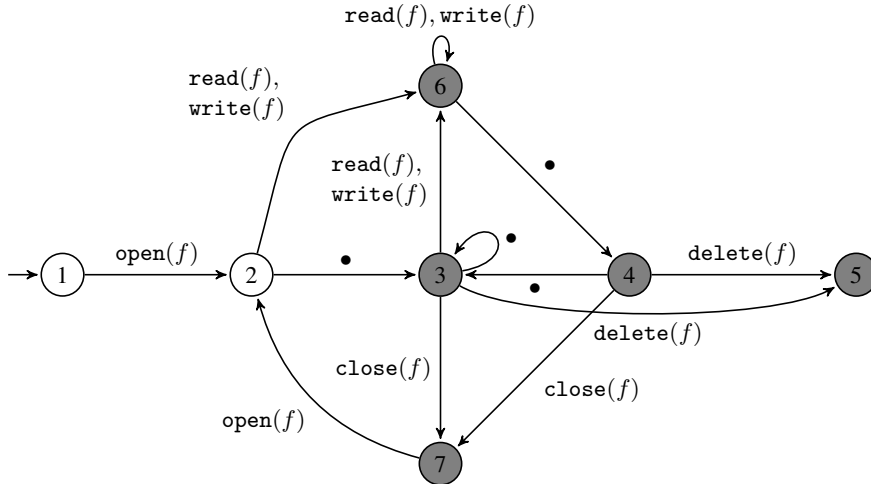 read(f), write(f)
read(f),
write(f)
6
•
read(f),
write(f)
open(f)
•
•
delete(f)
1
2
3
4
5
•
delete(f)
close(f)
close(f)
open(f)
7